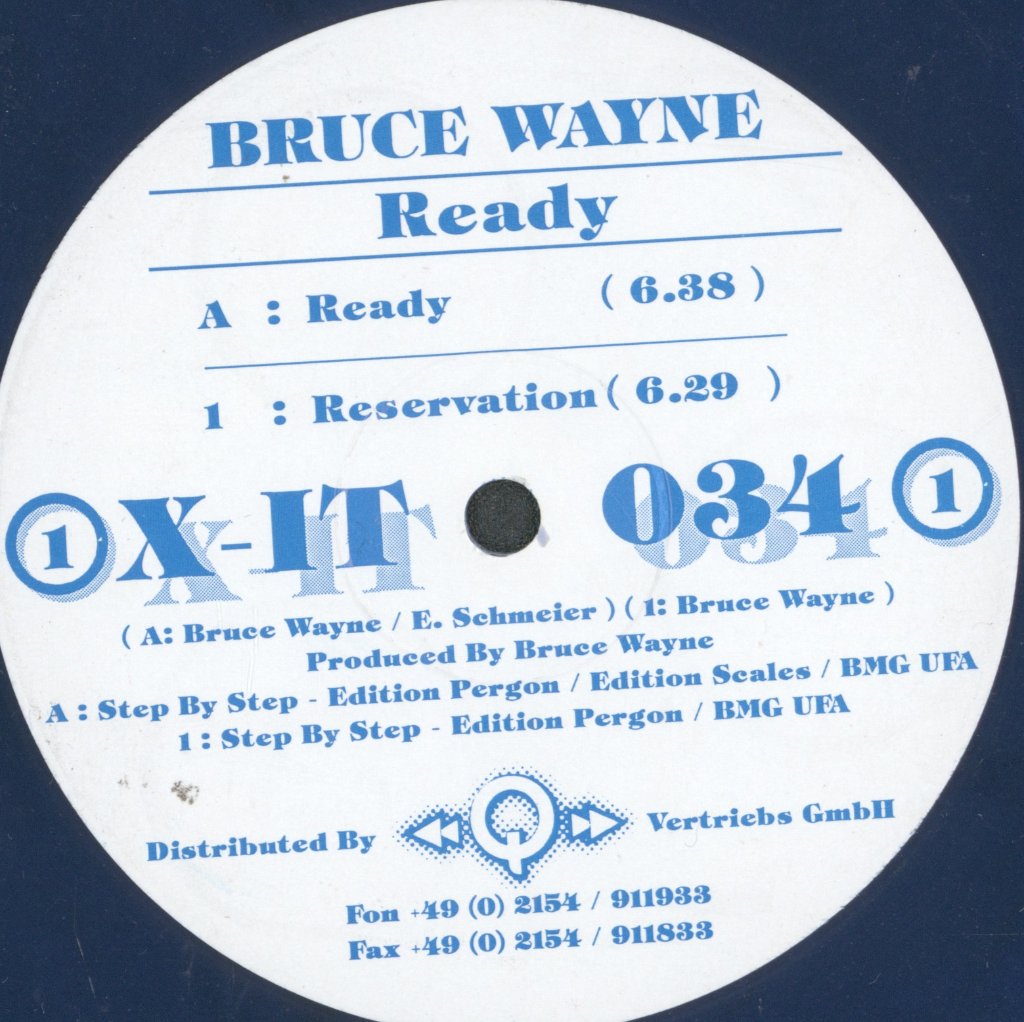 BRUCE WAYNE
Ready
A : Ready ( 6.38 )
1 : Reservation ( 6.29 )
1 X-IT 034 1
( A: Bruce Wayne / E. Schmeier ) ( 1: Bruce Wayne )
Produced By Bruce Wayne
A : Step By Step - Edition Pergon / Edition Scales / BMG UFA
1 : Step By Step - Edition Pergon / BMG UFA
Distributed By Q Vertriebs GmbH
Fon +49 (0) 2154 / 911933
Fax +49 (0) 2154 / 911833